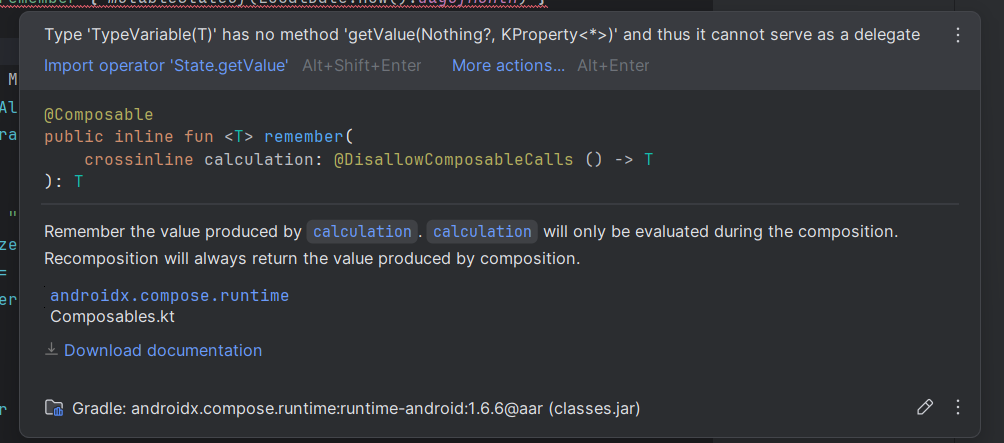 remember { mutableStateOf(LocalDate.now().dayOfMonth) }
Type 'TypeVariable(T)' has no method 'getValue(Nothing?, KProperty<*>)' and thus it cannot serve as a delegate
Import operator 'State.getValue' Alt+Shift+Enter More actions... Alt+Enter
M
Al
ra
@Composable
public inline fun <T> remember(
crossinline calculation: @DisallowComposableCalls () -> T
): T
"
ze
=
er
Remember the value produced by calculation. calculation will only be evaluated during the composition.
Recomposition will always return the value produced by composition.
androidx.compose.runtime
Composables.kt
Download documentation
r
Gradle: androidx.compose.runtime:runtime-android:1.6.6@aar (classes.jar)